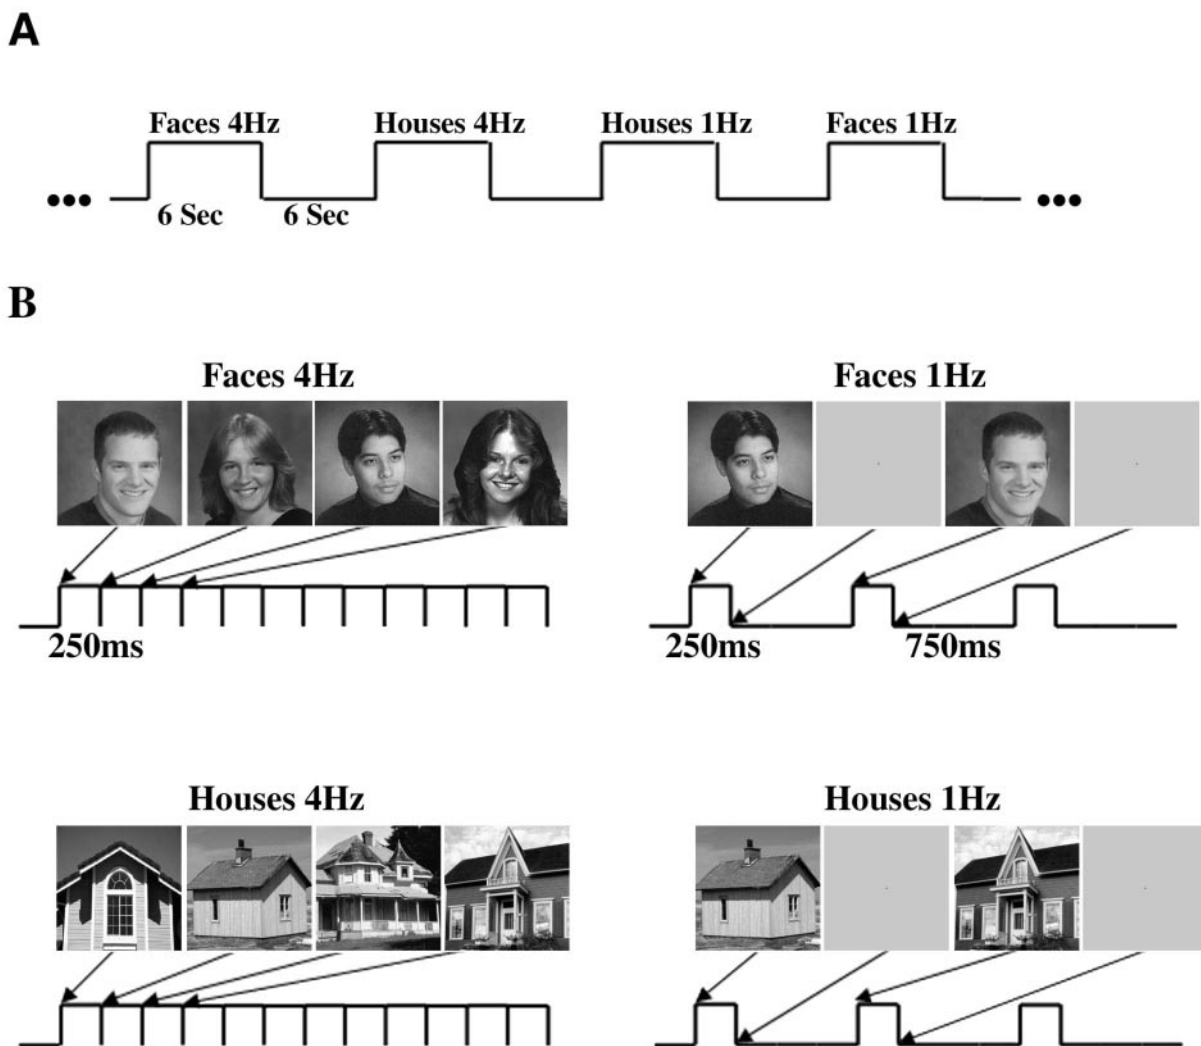 A
Faces 4Hz Houses 4Hz Houses 1Hz Faces 1Hz
6 Sec 6 Sec
B
Faces 4Hz Faces 1Hz
250ms 250ms 750ms
Houses 4Hz Houses 1Hz